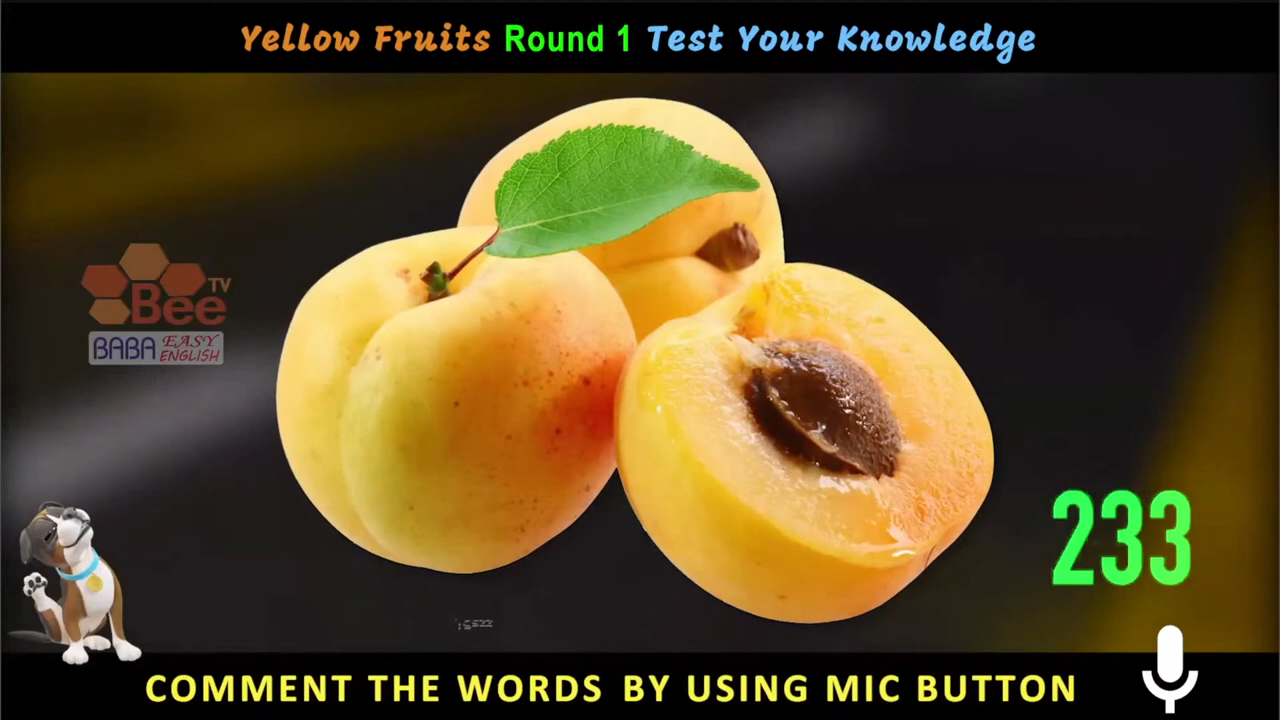 Yellow Fruits Round 1 Test Your Knowledge
Bee TV
BABA EASY ENGLISH
233
COMMENT THE WORDS BY USING MIC BUTTON